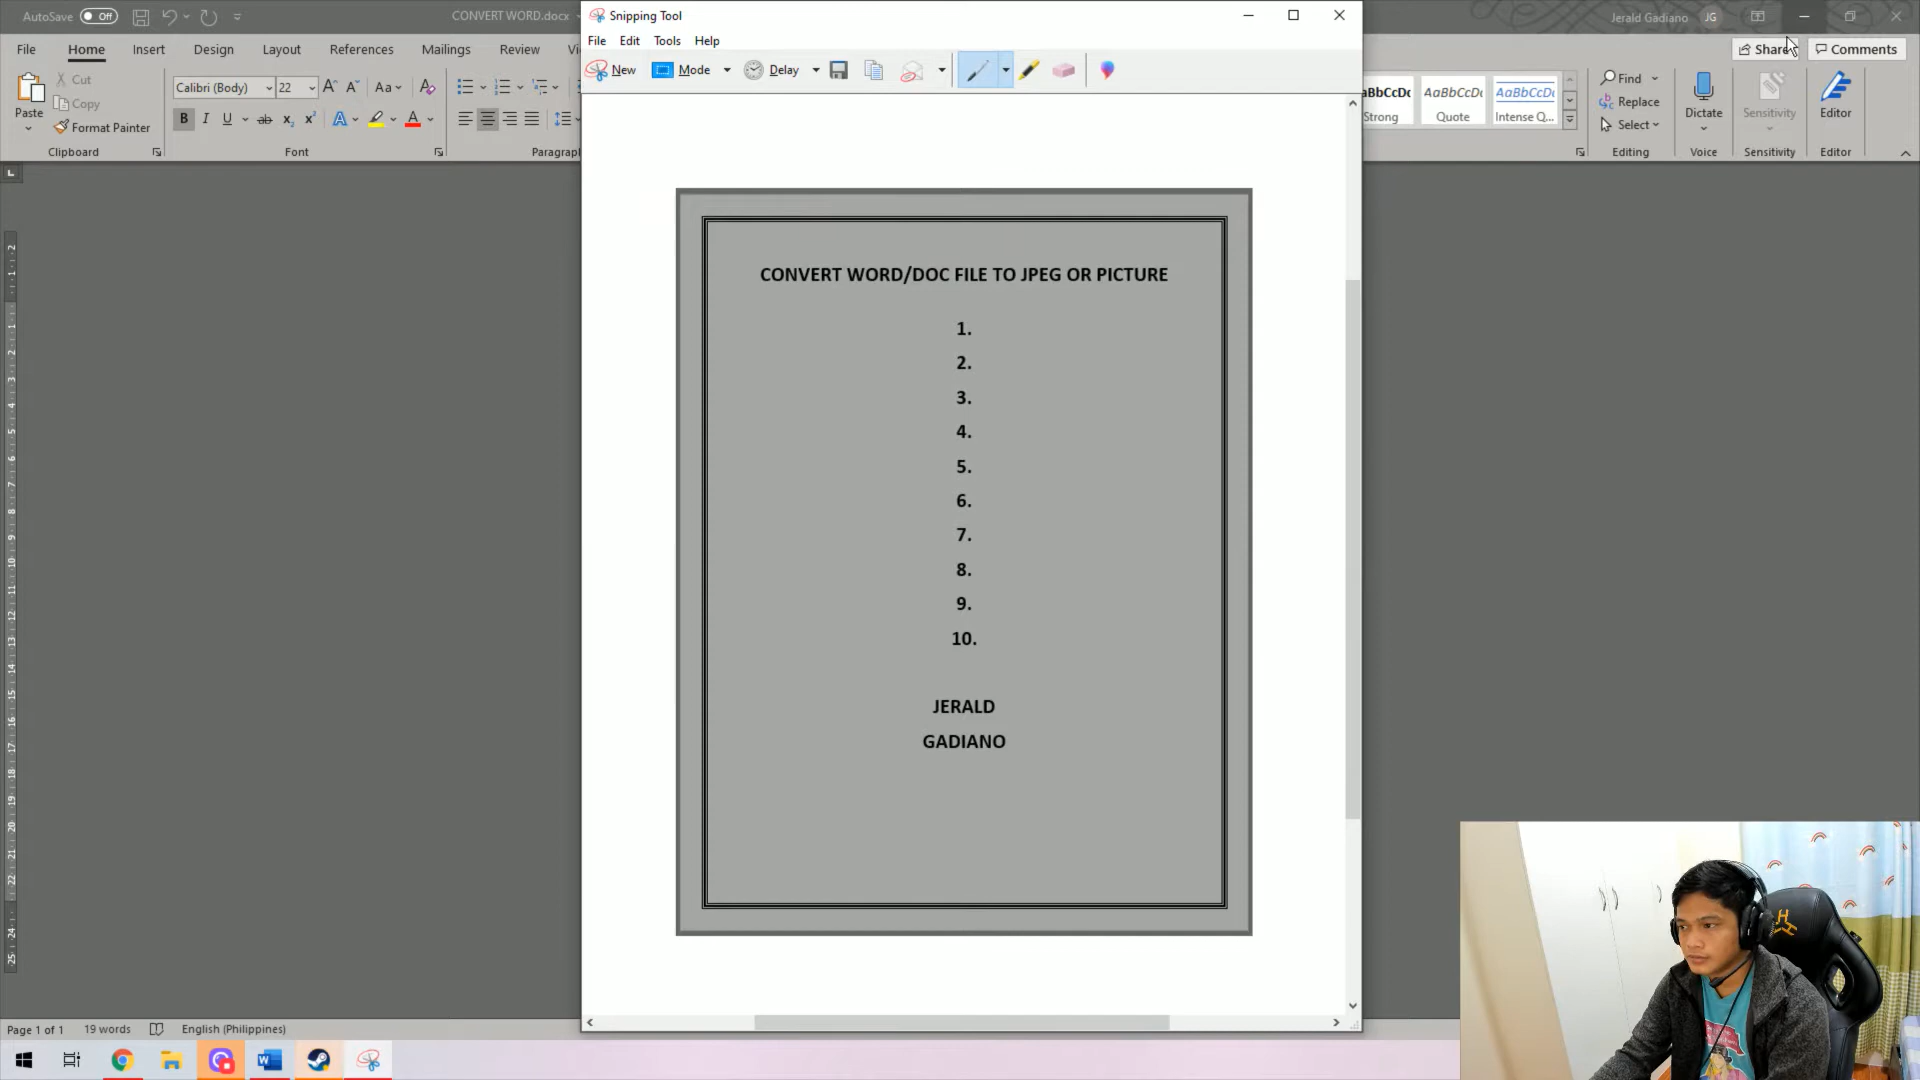 AutoSave Off
CONVERT WORD.docx
Snipping Tool
Jerald Gadiano JG
File Home Insert Design Layout References Mailings Review
File Edit Tools Help
Share Comments
New Mode Delay
Paste
Cut
Copy
Format Painter
Clipboard
Calibri (Body) 22
Font
Paragraph
Strong
AaBbCcDc Quote
AaBbCcDc Intense Q...
Find
Replace
Select
Editing
Dictate
Voice
Sensitivity
Sensitivity
Editor
Editor
CONVERT WORD/DOC FILE TO JPEG OR PICTURE
1.
2.
3.
4.
5.
6.
7.
8.
9.
10.
JERALD
GADIANO
Page 1 of 1 19 words English (Philippines)